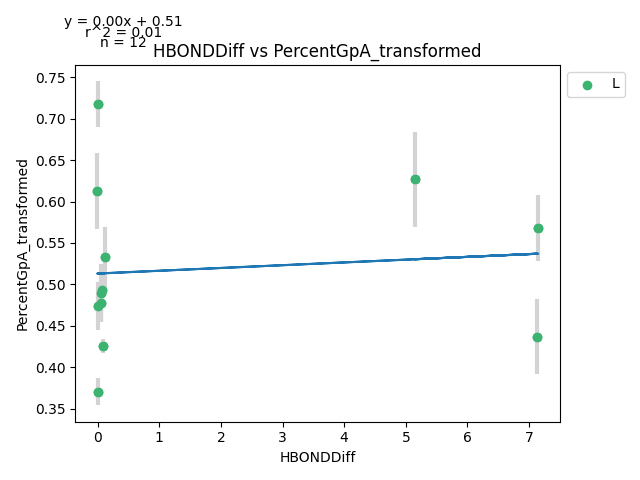 y = 0.00x + 0.51
r^2 = 0.01
n = 12
HBONDDiff vs PercentGpA_transformed
L
0.75
0.70
0.65
0.60
0.55
0.50
0.45
0.40
0.35
PercentGpA_transformed
0 1 2 3 4 5 6 7
HBONDDiff